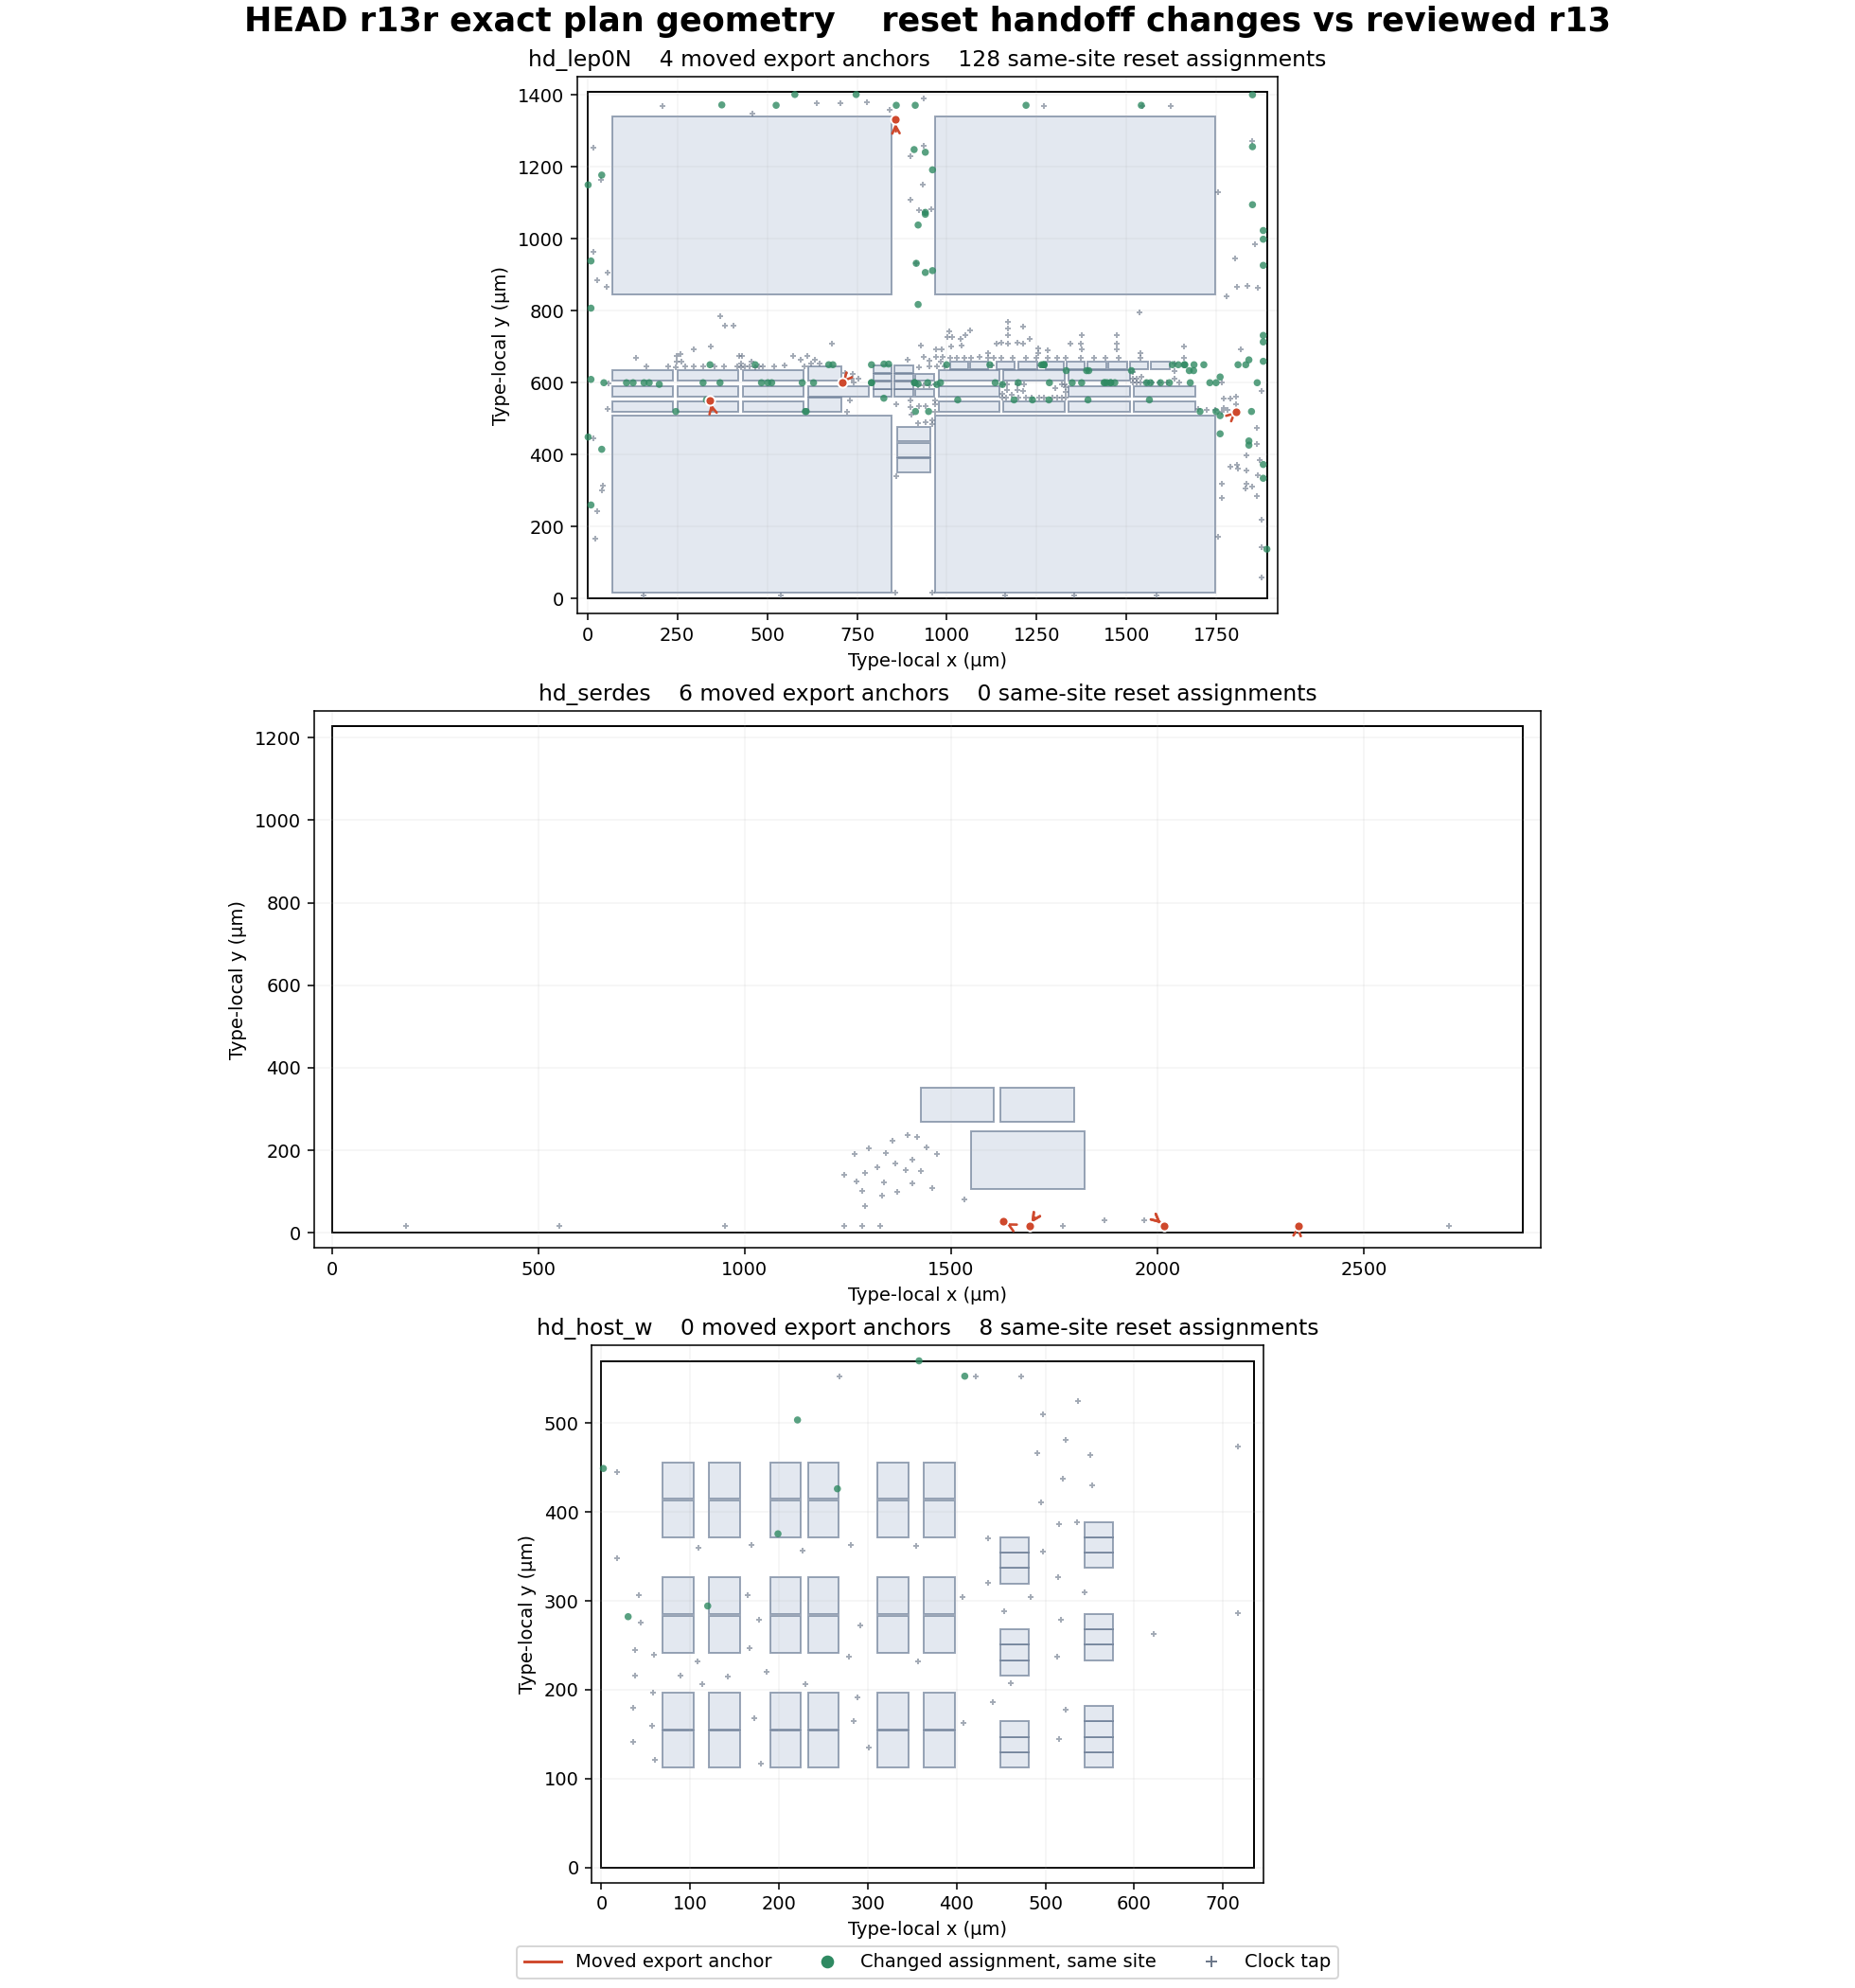 HEAD r13r exact plan geometry    reset handoff changes vs reviewed r13
hd_lep0N    4 moved export anchors    128 same-site reset assignments
1400
1200
1000
800
600
400
200
0
Type-local y (µm)
0 250 500 750 1000 1250 1500 1750
Type-local x (µm)
hd_serdes    6 moved export anchors    0 same-site reset assignments
1200
1000
800
600
400
200
0
Type-local y (µm)
0 500 1000 1500 2000 2500
Type-local x (µm)
hd_host_w    0 moved export anchors    8 same-site reset assignments
500
400
300
200
100
0
Type-local y (µm)
0 100 200 300 400 500 600 700
Type-local x (µm)
Moved export anchor    Changed assignment, same site    Clock tap